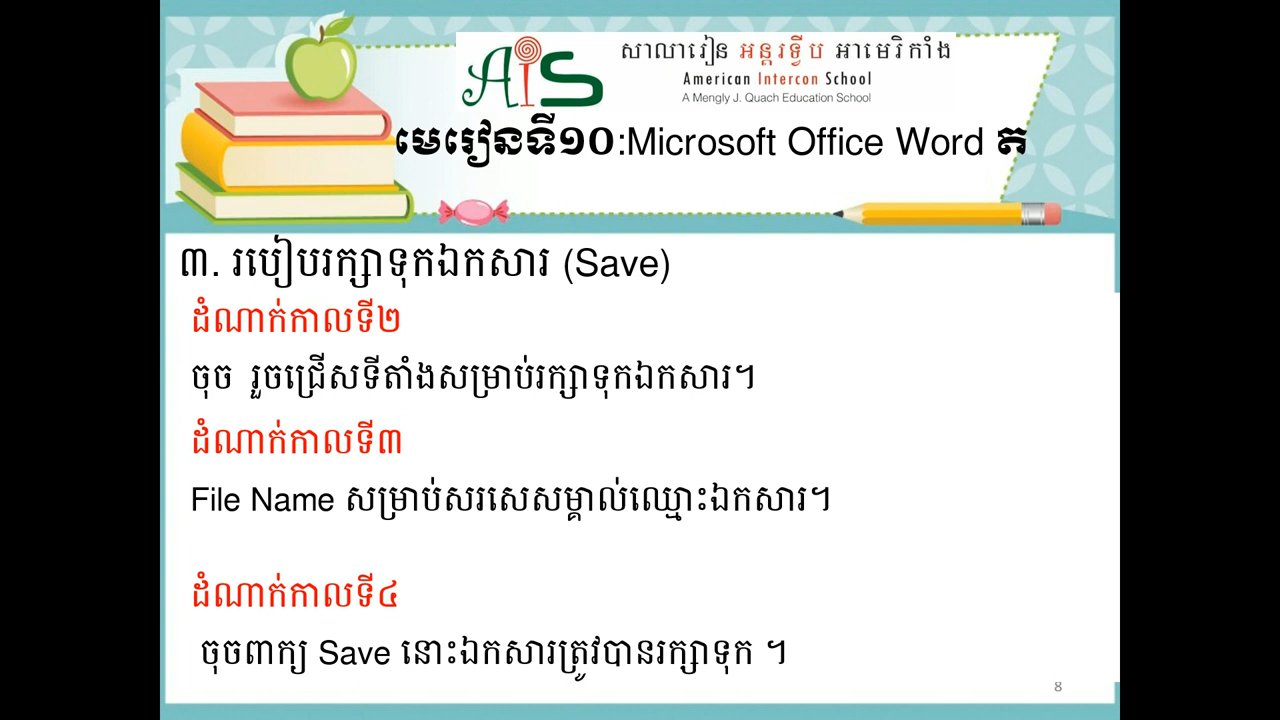 AIS
សាលារៀន អន្តរទ្វីប អាមេរិកាំង
American Intercon School
A Mengly J. Quach Education School
មេរៀនទី១០:Microsoft Office Word ត
៣. របៀបរក្សាទុកឯកសារ (Save)
ដំណាក់កាលទី២
ចុច រួចជ្រើសទីតាំងសម្រាប់រក្សាទុកឯកសារ។
ដំណាក់កាលទី៣
File Name សម្រាប់សរសេសម្គាល់ឈ្មោះឯកសារ។
ដំណាក់កាលទី៤
ចុចពាក្យ Save នោះឯកសារត្រូវបានរក្សាទុក ។
8